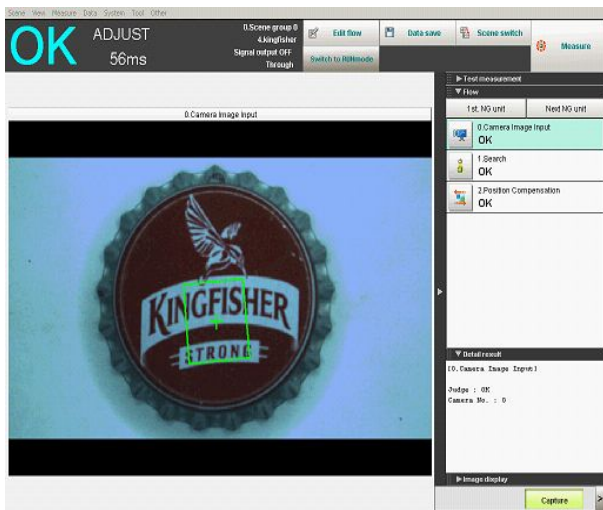 Scene View Measure Data System Tool Other
OK
ADJUST
56ms
0.Scene group 0
4.kingfisher
Signal output OFF
Through
Edit flow
Data save
Scene switch
Switch to RUNmode
Measure
Test measurement
Flow
1st. NG unit
Next NG unit
0.Camera Image Input
OK
1.Search
OK
2.Position Compensation
OK
0.Camera Image Input
KINGFISHER
STRONG
Detail result
[0.Camera Image Input]
Judge : OK
Camera No. : 0
Image display
Capture
>